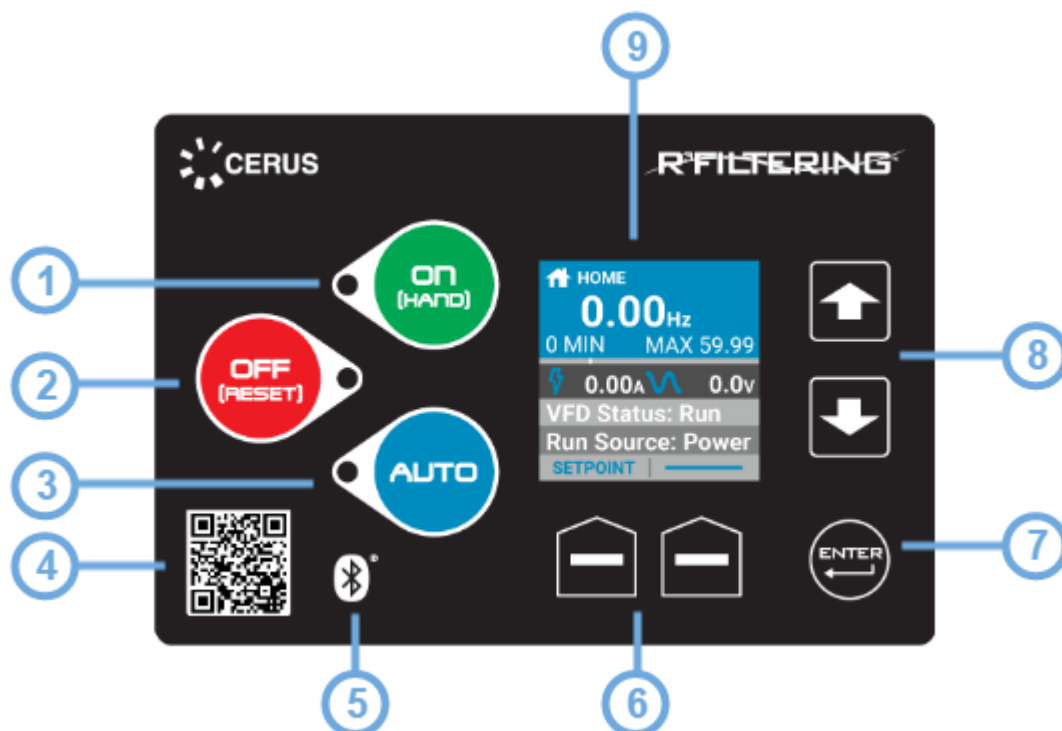 9
CERUS
R³FILTERING
1
ON
(HAND)
HOME
0.00Hz
0 MIN MAX 59.99
8
2
OFF
(RESET)
0.00A 0.0V
VFD Status: Run
Run Source: Power
SETPOINT
3
AUTO
4
7
ENTER
5
6